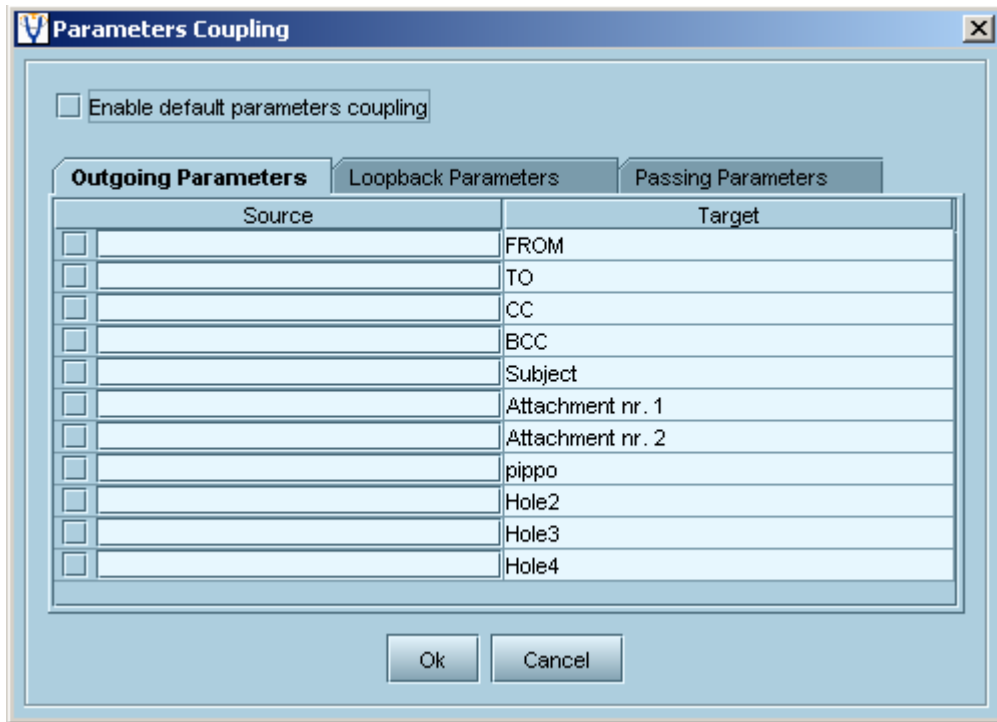 Parameters Coupling
Enable default parameters coupling
Outgoing Parameters Loopback Parameters Passing Parameters
Source Target
FROM
TO
CC
BCC
Subject
Attachment nr. 1
Attachment nr. 2
pippo
Hole2
Hole3
Hole4
Ok Cancel